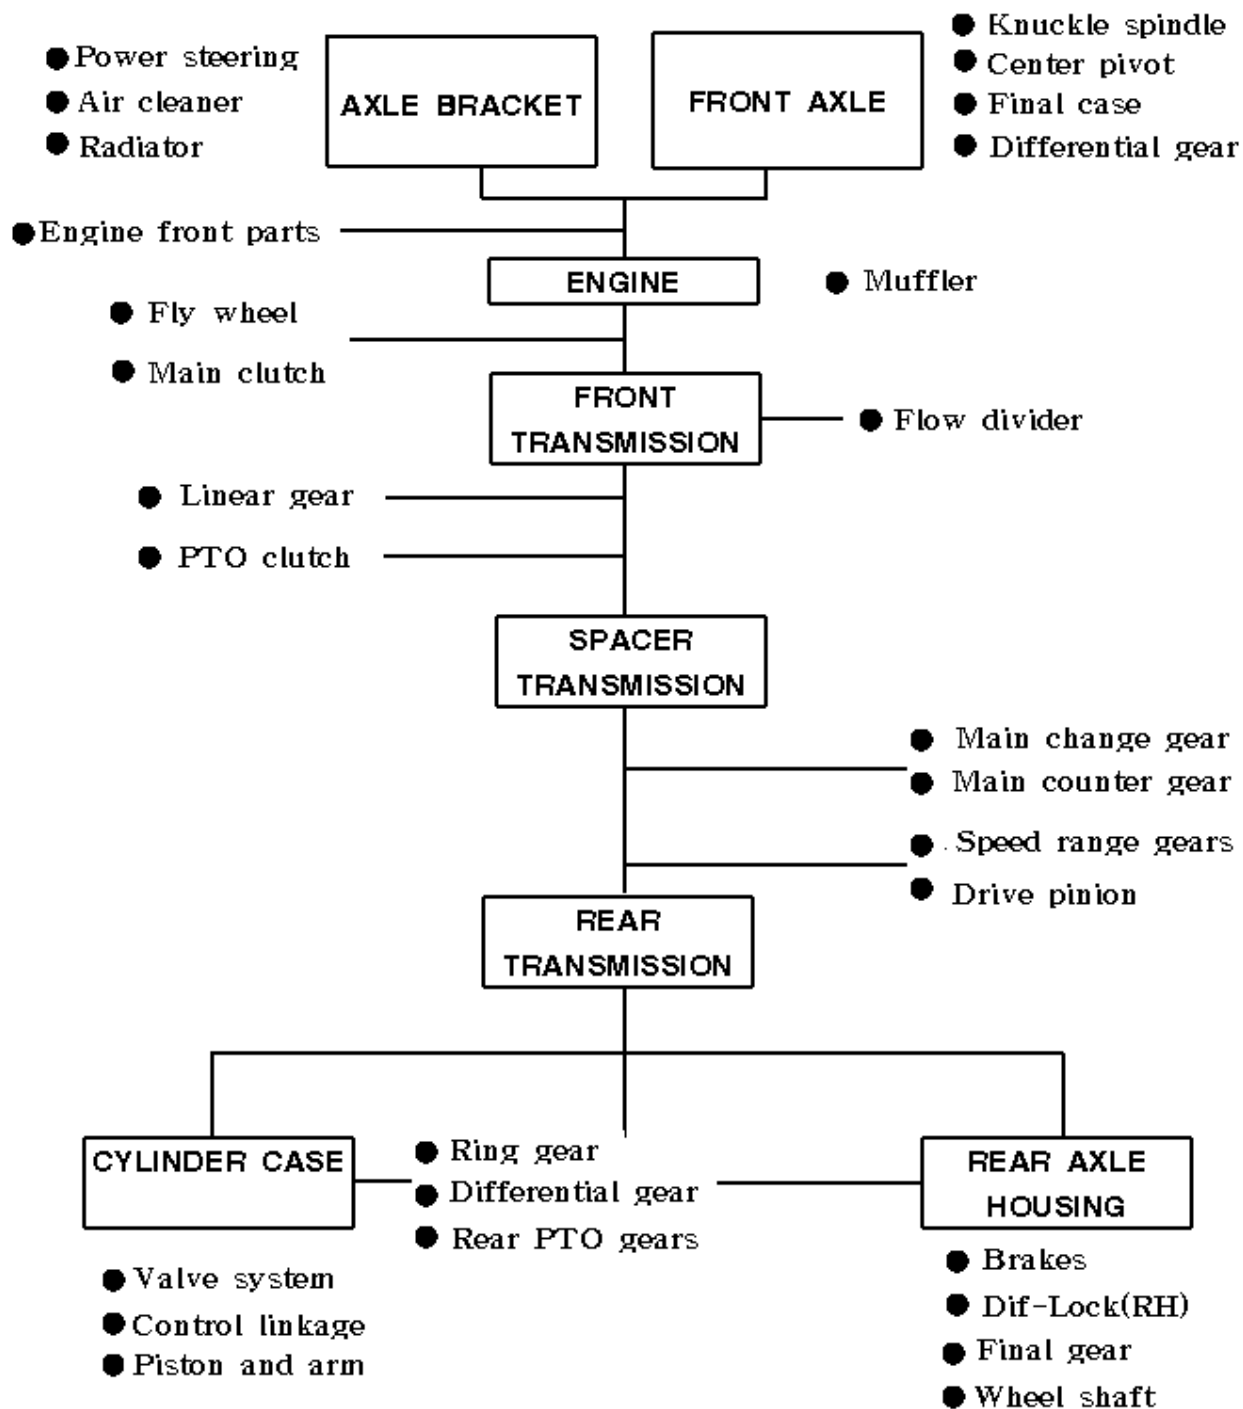 ● Power steering
● Air cleaner
● Radiator
AXLE BRACKET
FRONT AXLE
● Knuckle spindle
● Center pivot
● Final case
● Differential gear
● Engine front parts
ENGINE
● Muffler
● Fly wheel
● Main clutch
FRONT
TRANSMISSION
● Flow divider
● Linear gear
● PTO clutch
SPACER
TRANSMISSION
● Main change gear
● Main counter gear
● Speed range gears
● Drive pinion
REAR
TRANSMISSION
CYLINDER CASE
● Ring gear
● Differential gear
● Rear PTO gears
REAR AXLE
HOUSING
● Valve system
● Control linkage
● Piston and arm
● Brakes
● Dif-Lock(RH)
● Final gear
● Wheel shaft